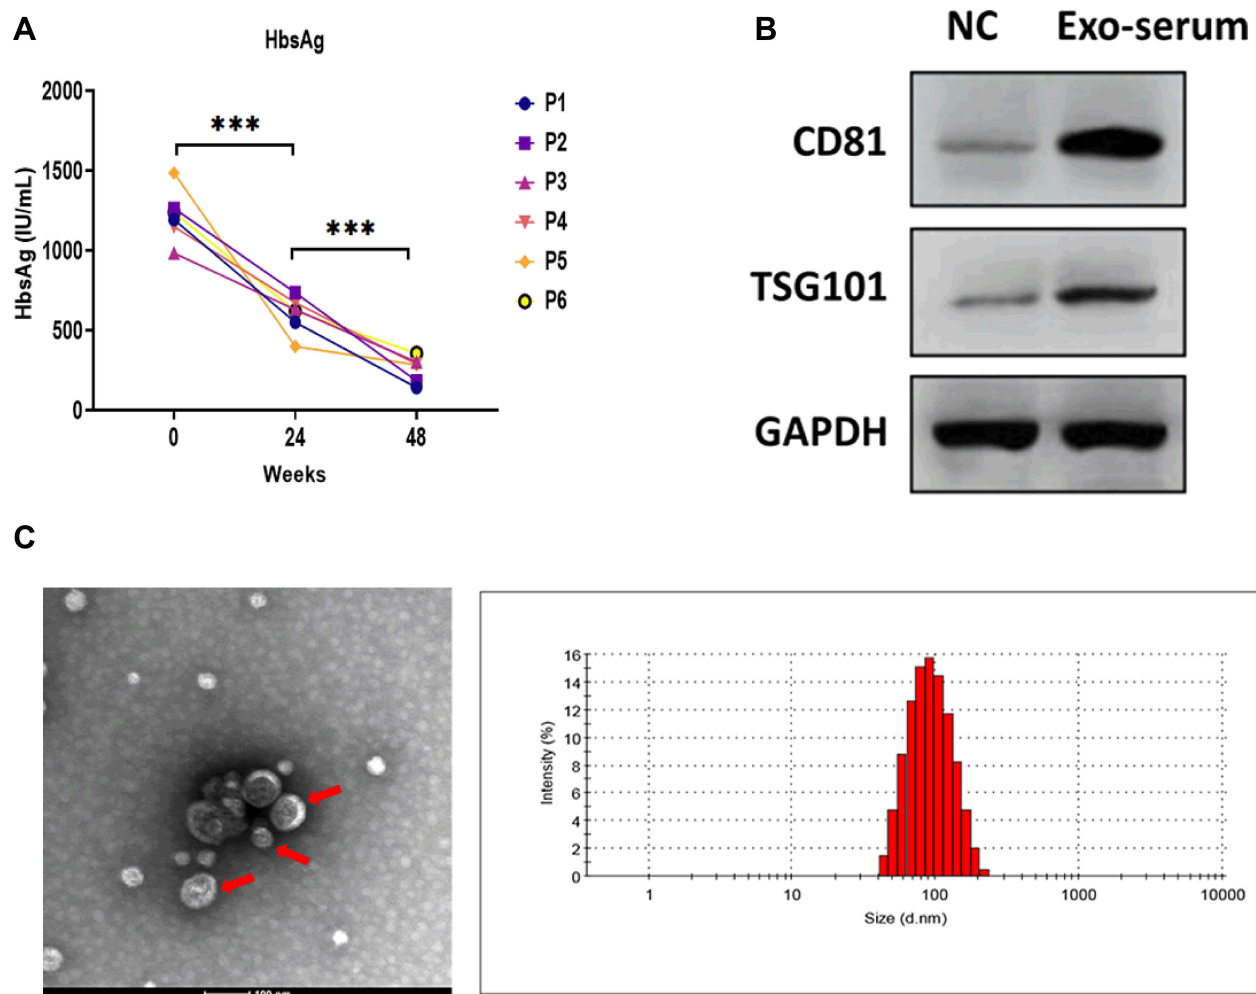 A
HbsAg
2000
1500
1000
500
0
HbsAg (IU/mL)
***
***
0 24 48
Weeks
P1
P2
P3
P4
P5
P6
B
NC Exo-serum
CD81
TSG101
GAPDH
C
100 nm
16
14
12
10
8
6
4
2
0
Intensity (%)
1 10 100 1000 10000
Size (d.nm)